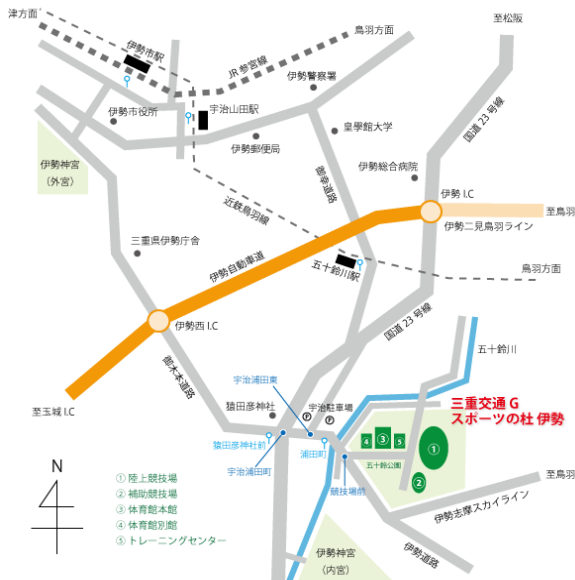 津方面
鳥羽方面
至松阪
伊勢市駅
JR 参宮線
伊勢警察署
国道 23 号線
伊勢市役所
宇治山田駅
皇學館大学
伊勢郵便局
伊勢神宮
（外宮）
御幸道路
伊勢総合病院
伊勢 I.C
至鳥羽
近鉄鳥羽線
伊勢二見鳥羽ライン
三重県伊勢庁舎
伊勢自動車道
五十鈴川駅
鳥羽方面
伊勢西 I.C
国道 23 号線
御木本道路
五十鈴川
宇治浦田東
至玉城 I.C
猿田彦神社
P
宇治駐車場
P
三重交通 G
スポーツの杜 伊勢
猿田彦神社前
浦田町
4
3
5
1
宇治浦田町
五十鈴公園
2
競技場前
至鳥羽
N
伊勢志摩スカイライン
① 陸上競技場
② 補助競技場
③ 体育館本館
④ 体育館別館
⑤ トレーニングセンター
伊勢神宮
（内宮）
伊勢道路